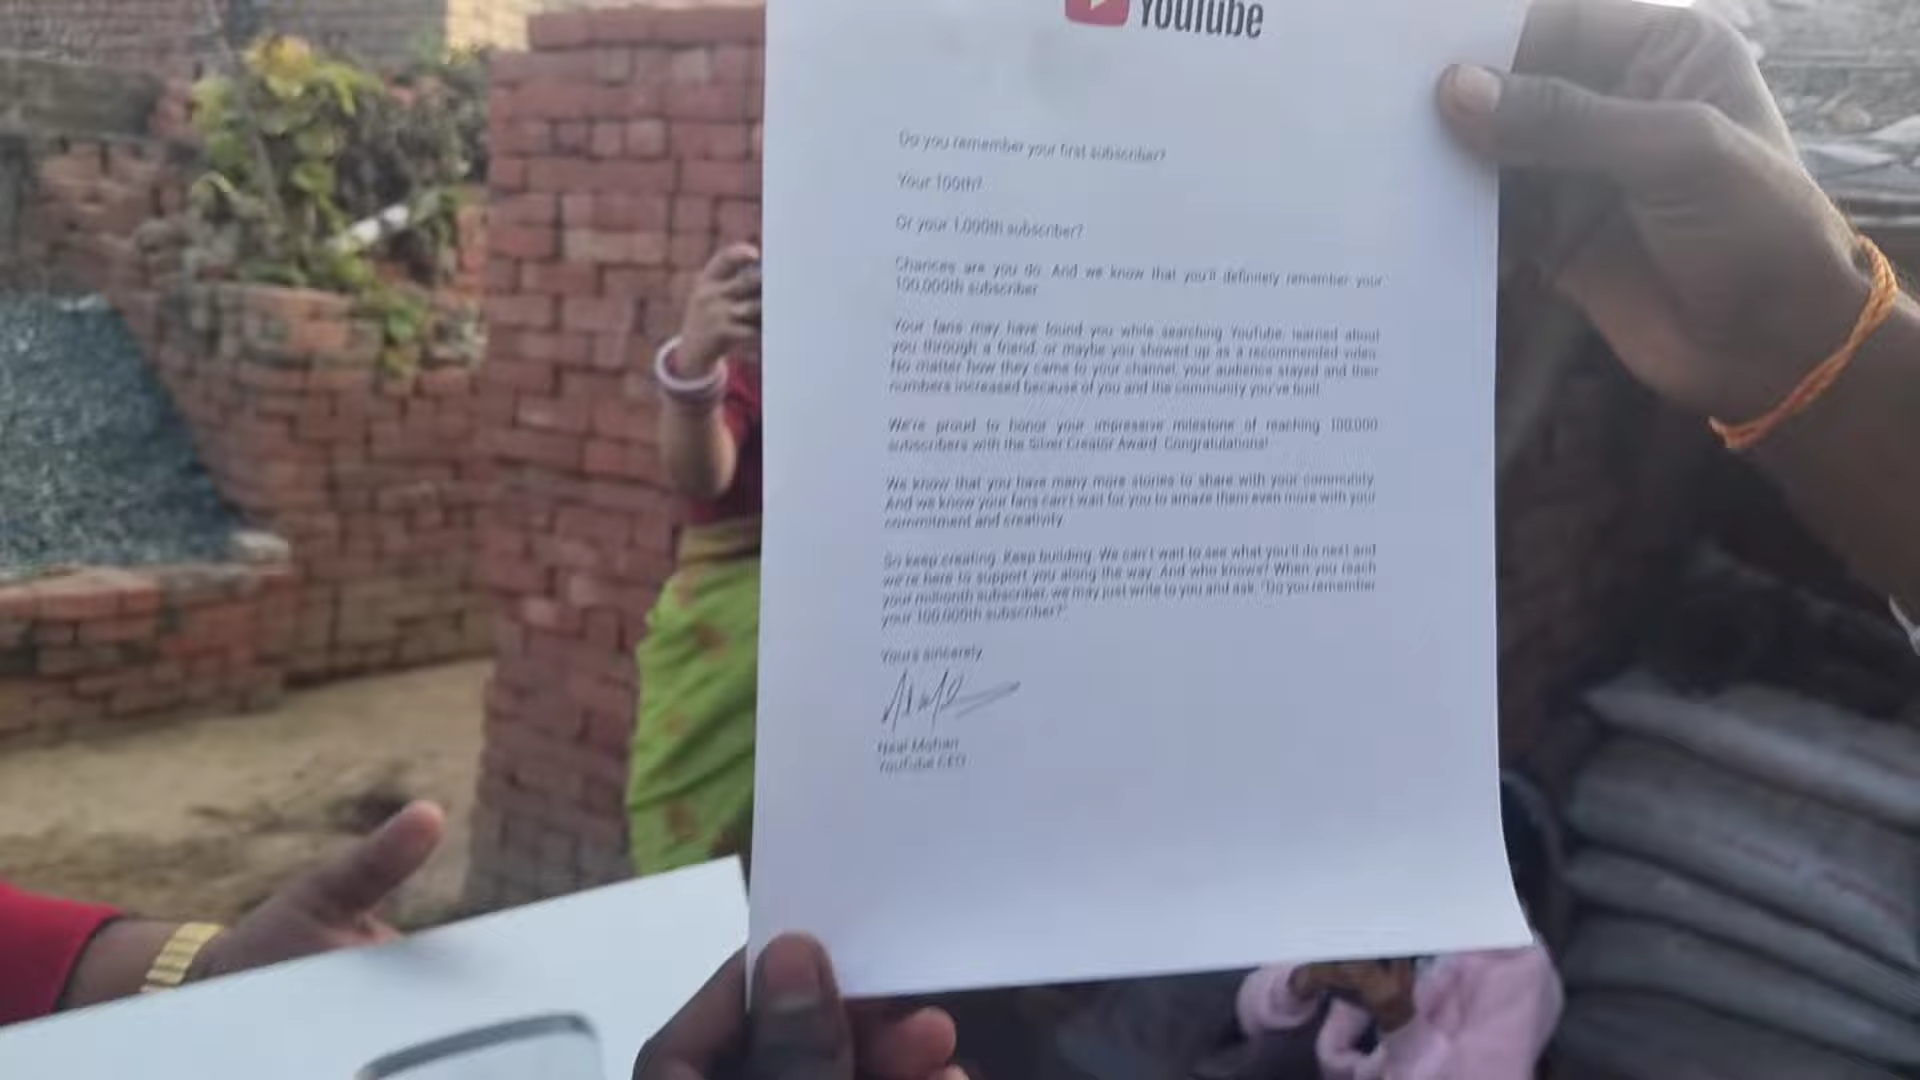 YouTube
Do you remember your first subscriber?
Your 100th?
Or your 1,000th subscriber?
Chances are you do. And we know that you'll definitely remember your
100,000th subscriber.
Your fans may have found you while searching YouTube, learned about
you through a friend, or maybe you showed up as a recommended video.
No matter how they came to your channel, your audience stayed and their
numbers increased because of you and the community you've built.
We're proud to honor your impressive milestone of reaching 100,000
subscribers with the Silver Creator Award. Congratulations!
We know that you have many more stories to share with your community.
And we know your fans can't wait for you to amaze them even more with your
commitment and creativity.
So keep creating. Keep building. We can't wait to see what you'll do next and
we're here to support you along the way. And who knows? When you reach
your millionth subscriber, we may just write to you and ask, "Do you remember
your 100,000th subscriber?"
Yours sincerely,
Neal Mohan
YouTube CEO